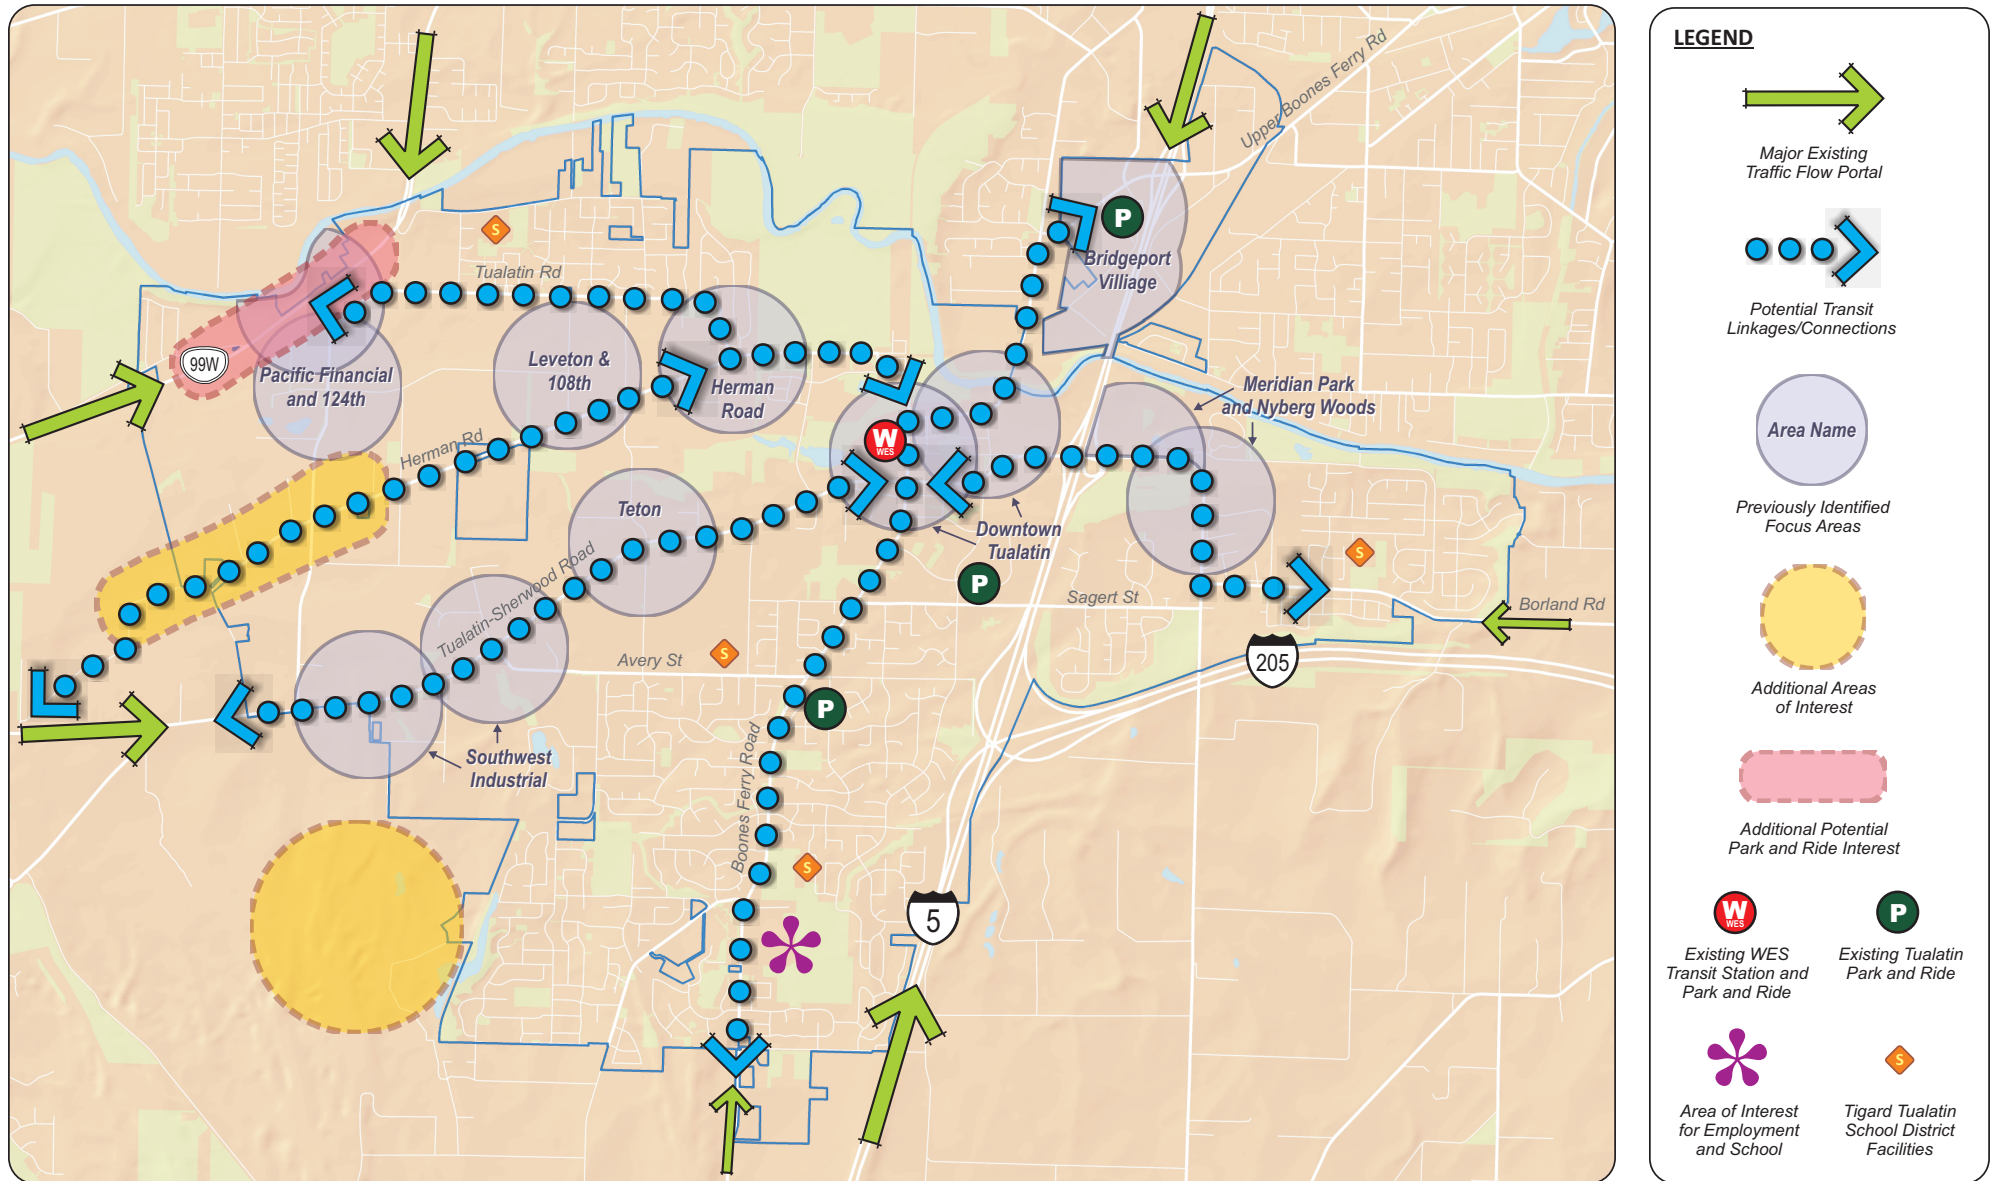 Upper Boones Ferry Rd
S
Tualatin Rd
P
Bridgeport
Villiage
99W
Pacific Financial
and 124th
Leveton &
108th
Herman
Road
Meridian Park
and Nyberg Woods
Herman Rd
W
WES
Teton
Downtown
Tualatin
S
P
Tualatin-Sherwood Road
Sagert St
Borland Rd
Avery St
S
205
P
Southwest
Industrial
Boones Ferry Road
S
5
LEGEND
Major Existing
Traffic Flow Portal
Potential Transit
Linkages/Connections
Area Name
Previously Identified
Focus Areas
Additional Areas
of Interest
Additional Potential
Park and Ride Interest
W
WES
P
Existing WES
Transit Station and
Park and Ride
Existing Tualatin
Park and Ride
S
Area of Interest
for Employment
and School
Tigard Tualatin
School District
Facilities